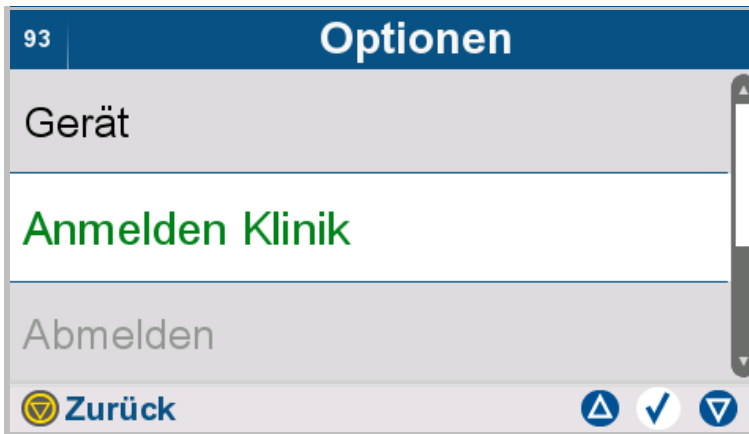 93
Optionen
Gerät
Anmelden Klinik
Abmelden
Zurück